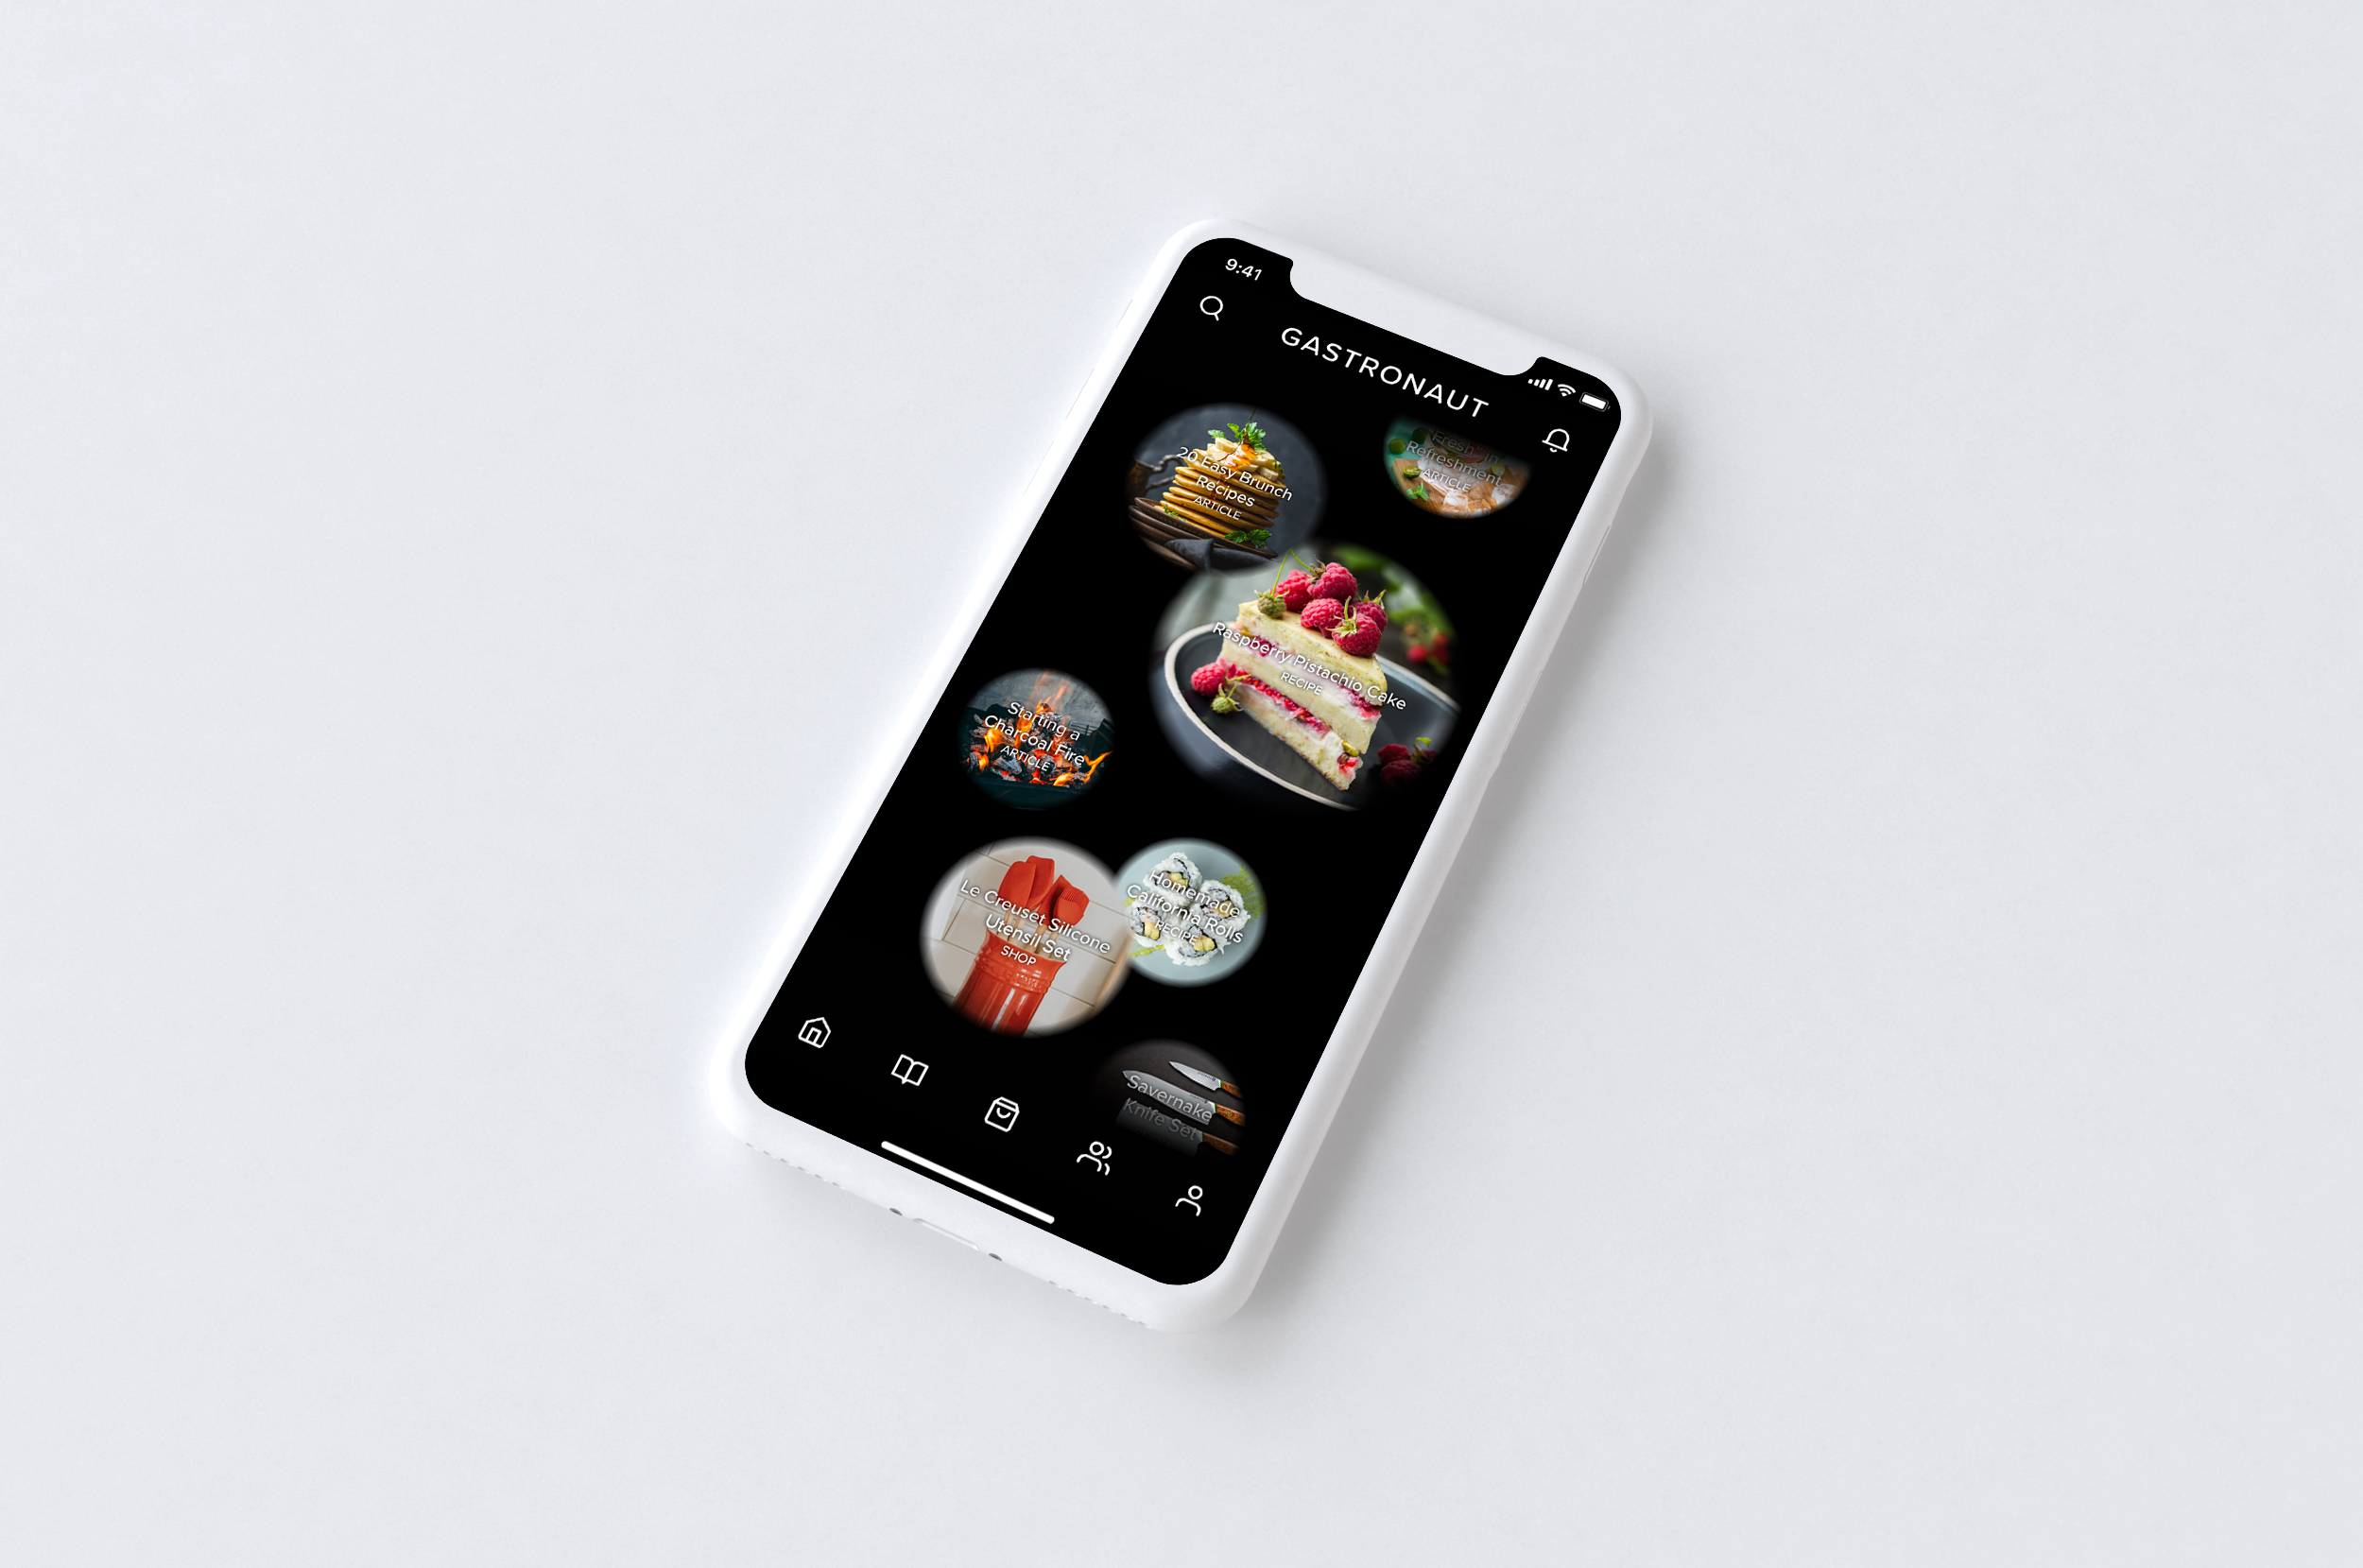 9:41
GASTRONAUT
20 Easy Brunch
Recipes
ARTICLE
"Fresh" In
Refreshment
ARTICLE
Raspberry Pistachio Cake
RECIPE
Starting a
Charcoal Fire
ARTICLE
Le Creuset Silicone
Utensil Set
SHOP
Homemade
California Rolls
RECIPE
Savernake
Knife Set